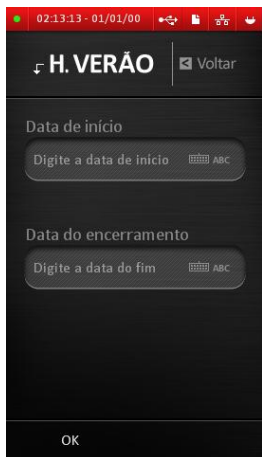 02:13:13 - 01/01/00
H. VERÃO
Voltar
Data de início
Digite a data de inicio ABC
Data do encerramento
Digite a data do fim ABC
OK